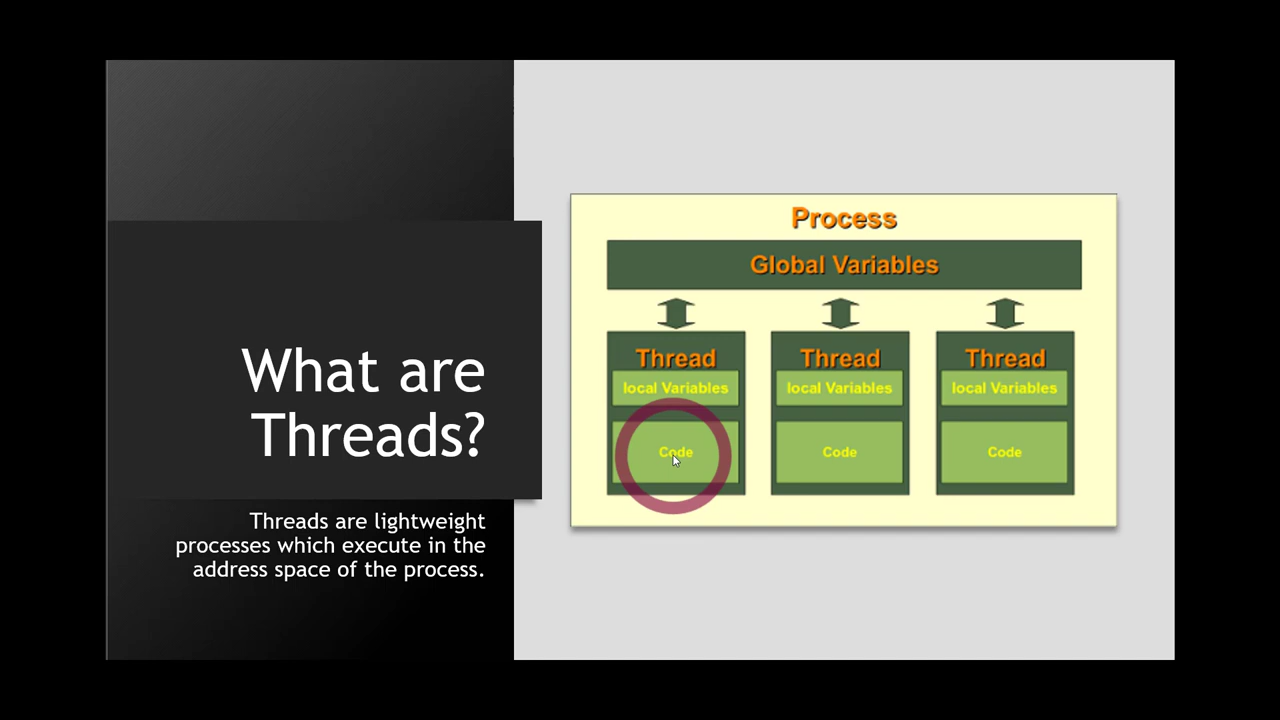 What are
Threads?
Threads are lightweight
processes which execute in the
address space of the process.
Process
Global Variables
Thread
local Variables
Code
Thread
local Variables
Code
Thread
local Variables
Code